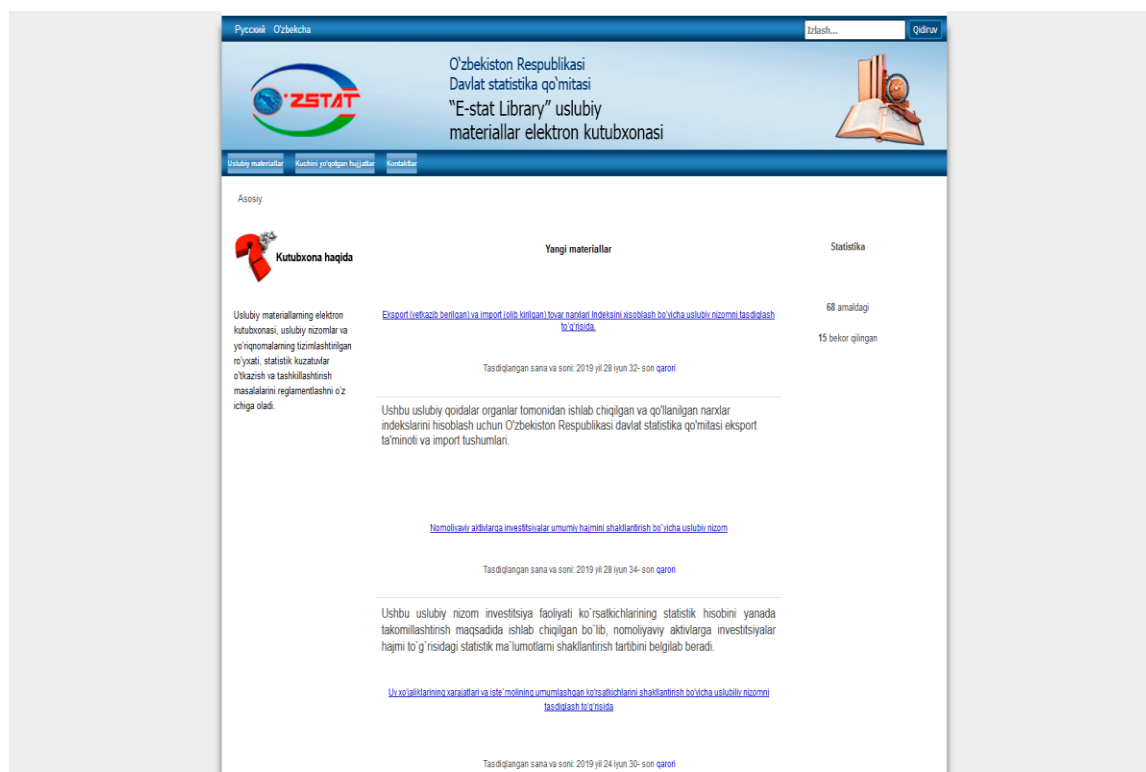 Русский O'zbekcha
Izlash...
Qidiruv
O'ZSTAT
O`zbekiston Respublikasi
Davlat statistika qo`mitasi
"E-stat Library" uslubiy
materiallar elektron kutubxonasi
Uslubiy materiallar Kuchini yo'qotgan hujjatlar Kontaktlar
Asosiy
Kutubxona haqida
Uslubiy materiallarning elektron
kutubxonasi, uslubiy nizomlar va
yo'riqnomalarning tizimlashtirilgan
ro'yxati, statistik kuzatuvlar
o'tkazish va tashkillashtirish
masalalarini reglamentlashni o'z
ichiga oladi.
Yangi materiallar
Eksport (yetkazib berilgan) va import (olib kirilgan) tovar narxlari Indeksini xisoblash bo'yicha uslubiy nizomni tasdiqlash
to'g'risida.
Tasdiqlangan sana va soni: 2019 yil 28 iyun 32- son qarori
Ushbu uslubiy qoidalar organlar tomonidan ishlab chiqilgan va qo'llanilgan narxlar
indekslarini hisoblash uchun O'zbekiston Respublikasi davlat statistika qo'mitasi eksport
ta'minoti va import tushumlari.
Nomoliyaviy aktivlarga investitsiyalar umumiy hajmini shakllantirish bo`yicha uslubiy nizom
Tasdiqlangan sana va soni: 2019 yil 28 iyun 34- son qarori
Ushbu uslubiy nizom investitsiya faoliyati ko`rsatkichlarining statistik hisobini yanada
takomillashtirish maqsadida ishlab chiqilgan bo`lib, nomoliyaviy aktivlarga investitsiyalar
hajmi to`g`risidagi statistik ma`lumotlarni shakllantirish tartibini belgilab beradi.
Uy xo'jaliklarining xarajatlari va iste`molining umumlashgan ko'rsatkichlarini shakllantirish bo'yicha uslubiliy nizomni
tasdiqlash to'g'risida
Tasdiqlangan sana va soni: 2019 yil 24 iyun 30- son qarori
Statistika
68 amaldagi
15 bekor qilingan